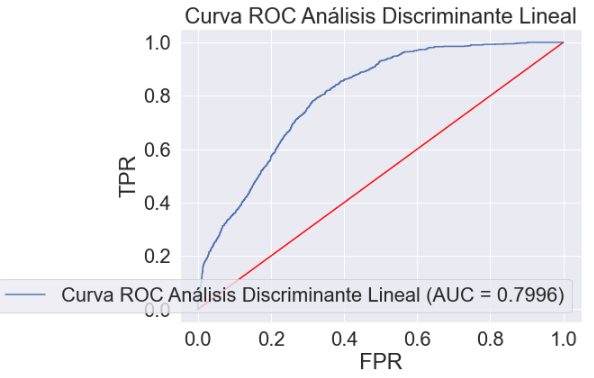 Curva ROC Análisis Discriminante Lineal
1.0
0.8
0.6
0.4
0.2
0.0
TPR
Curva ROC Análisis Discriminante Lineal (AUC = 0.7996)
0.0 0.2 0.4 0.6 0.8 1.0
FPR